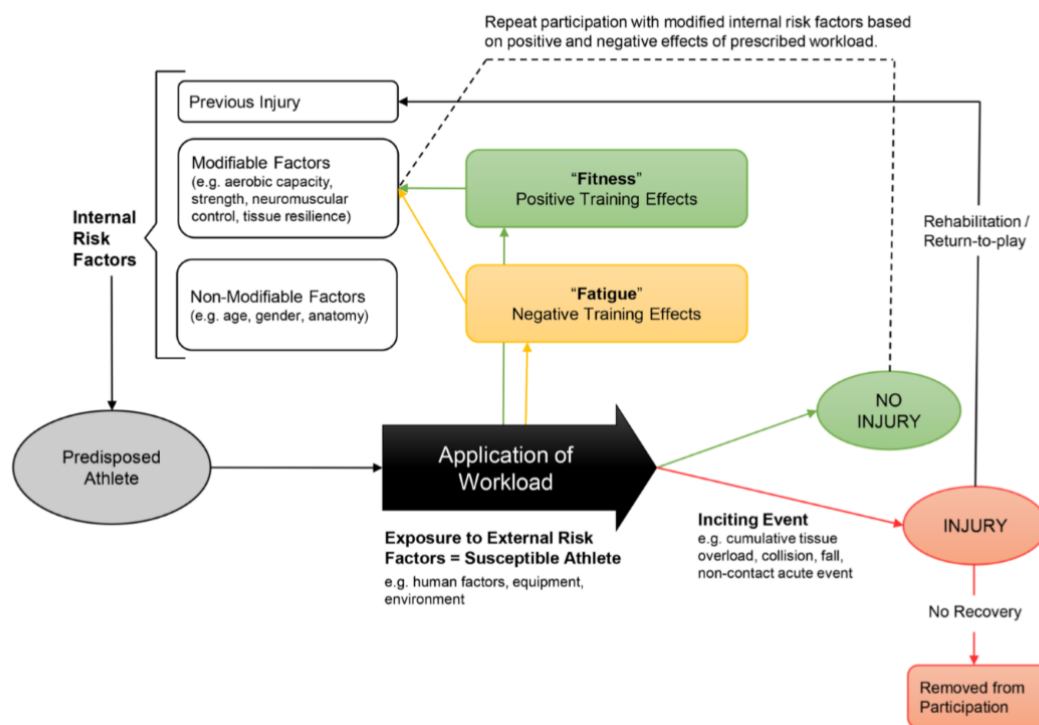 Repeat participation with modified internal risk factors based
on positive and negative effects of prescribed workload.
Previous Injury
Modifiable Factors
(e.g. aerobic capacity,
strength, neuromuscular
control, tissue resilience)
Internal
Risk
Factors
Non-Modifiable Factors
(e.g. age, gender, anatomy)
"Fitness"
Positive Training Effects
"Fatigue"
Negative Training Effects
Rehabilitation /
Return-to-play
NO
INJURY
Predisposed
Athlete
Application of
Workload
Exposure to External Risk
Factors = Susceptible Athlete
e.g. human factors, equipment,
environment
Inciting Event
e.g. cumulative tissue
overload, collision, fall,
non-contact acute event
INJURY
No Recovery
Removed from
Participation